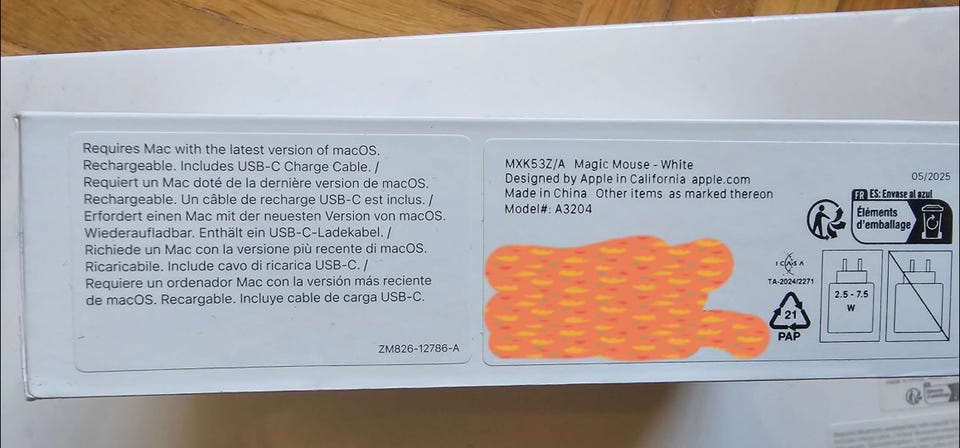 Requires Mac with the latest version of macOS.
Rechargeable. Includes USB-C Charge Cable. /
Requiert un Mac doté de la dernière version de macOS.
Rechargeable. Un câble de recharge USB-C est inclus. /
Erfordert einen Mac mit der neuesten Version von macOS.
Wiederaufladbar. Enthält ein USB-C-Ladekabel. /
Richiede un Mac con la versione più recente di macOS.
Ricaricabile. Include cavo di ricarica USB-C. /
Requiere un ordenador Mac con la versión más reciente
de macOS. Recargable. Incluye cable de carga USB-C.
ZM826-12786-A
MXK53Z/A Magic Mouse - White
Designed by Apple in California apple.com
Made in China Other items as marked thereon
Model#: A3204
05/2025
FR ES: Envase al azul
Éléments
d'emballage
ICASA
TA-2024/2271
21
PAP
2.5 - 7.5
W